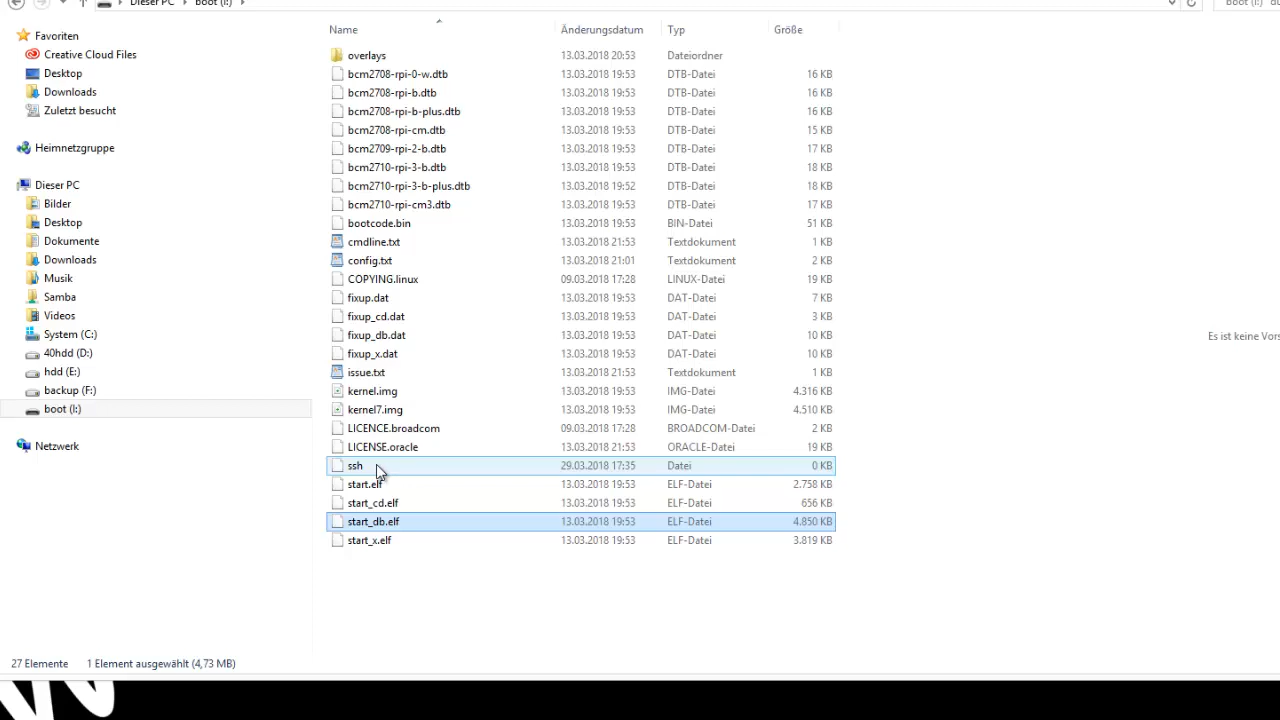 Dieser PC
boot (I:)
boot (I:)
Favoriten
Creative Cloud Files
Desktop
Downloads
Zuletzt besucht
Heimnetzgruppe
Dieser PC
Bilder
Desktop
Dokumente
Downloads
Musik
Samba
Videos
System (C:)
40hdd (D:)
hdd (E:)
backup (F:)
boot (I:)
Netzwerk
Name Änderungsdatum Typ Größe
overlays 13.03.2018 20:53 Dateiordner
bcm2708-rpi-0-w.dtb 13.03.2018 19:53 DTB-Datei 16 KB
bcm2708-rpi-b.dtb 13.03.2018 19:53 DTB-Datei 16 KB
bcm2708-rpi-b-plus.dtb 13.03.2018 19:53 DTB-Datei 16 KB
bcm2708-rpi-cm.dtb 13.03.2018 19:53 DTB-Datei 15 KB
bcm2709-rpi-2-b.dtb 13.03.2018 19:53 DTB-Datei 17 KB
bcm2710-rpi-3-b.dtb 13.03.2018 19:53 DTB-Datei 18 KB
bcm2710-rpi-3-b-plus.dtb 13.03.2018 19:52 DTB-Datei 18 KB
bcm2710-rpi-cm3.dtb 13.03.2018 19:53 DTB-Datei 17 KB
bootcode.bin 13.03.2018 19:53 BIN-Datei 51 KB
cmdline.txt 13.03.2018 21:53 Textdokument 1 KB
config.txt 13.03.2018 21:01 Textdokument 2 KB
COPYING.linux 09.03.2018 17:28 LINUX-Datei 19 KB
fixup.dat 13.03.2018 19:53 DAT-Datei 7 KB
fixup_cd.dat 13.03.2018 19:53 DAT-Datei 3 KB
fixup_db.dat 13.03.2018 19:53 DAT-Datei 10 KB
fixup_x.dat 13.03.2018 19:53 DAT-Datei 10 KB
issue.txt 13.03.2018 21:53 Textdokument 1 KB
kernel.img 13.03.2018 19:53 IMG-Datei 4.316 KB
kernel7.img 13.03.2018 19:53 IMG-Datei 4.510 KB
LICENCE.broadcom 09.03.2018 17:28 BROADCOM-Datei 2 KB
LICENSE.oracle 13.03.2018 21:53 ORACLE-Datei 19 KB
ssh 29.03.2018 17:35 Datei 0 KB
start.elf 13.03.2018 19:53 ELF-Datei 2.758 KB
start_cd.elf 13.03.2018 19:53 ELF-Datei 656 KB
start_db.elf 13.03.2018 19:53 ELF-Datei 4.850 KB
start_x.elf 13.03.2018 19:53 ELF-Datei 3.819 KB
Es ist keine Vors
27 Elemente 1 Element ausgewählt (4,73 MB)